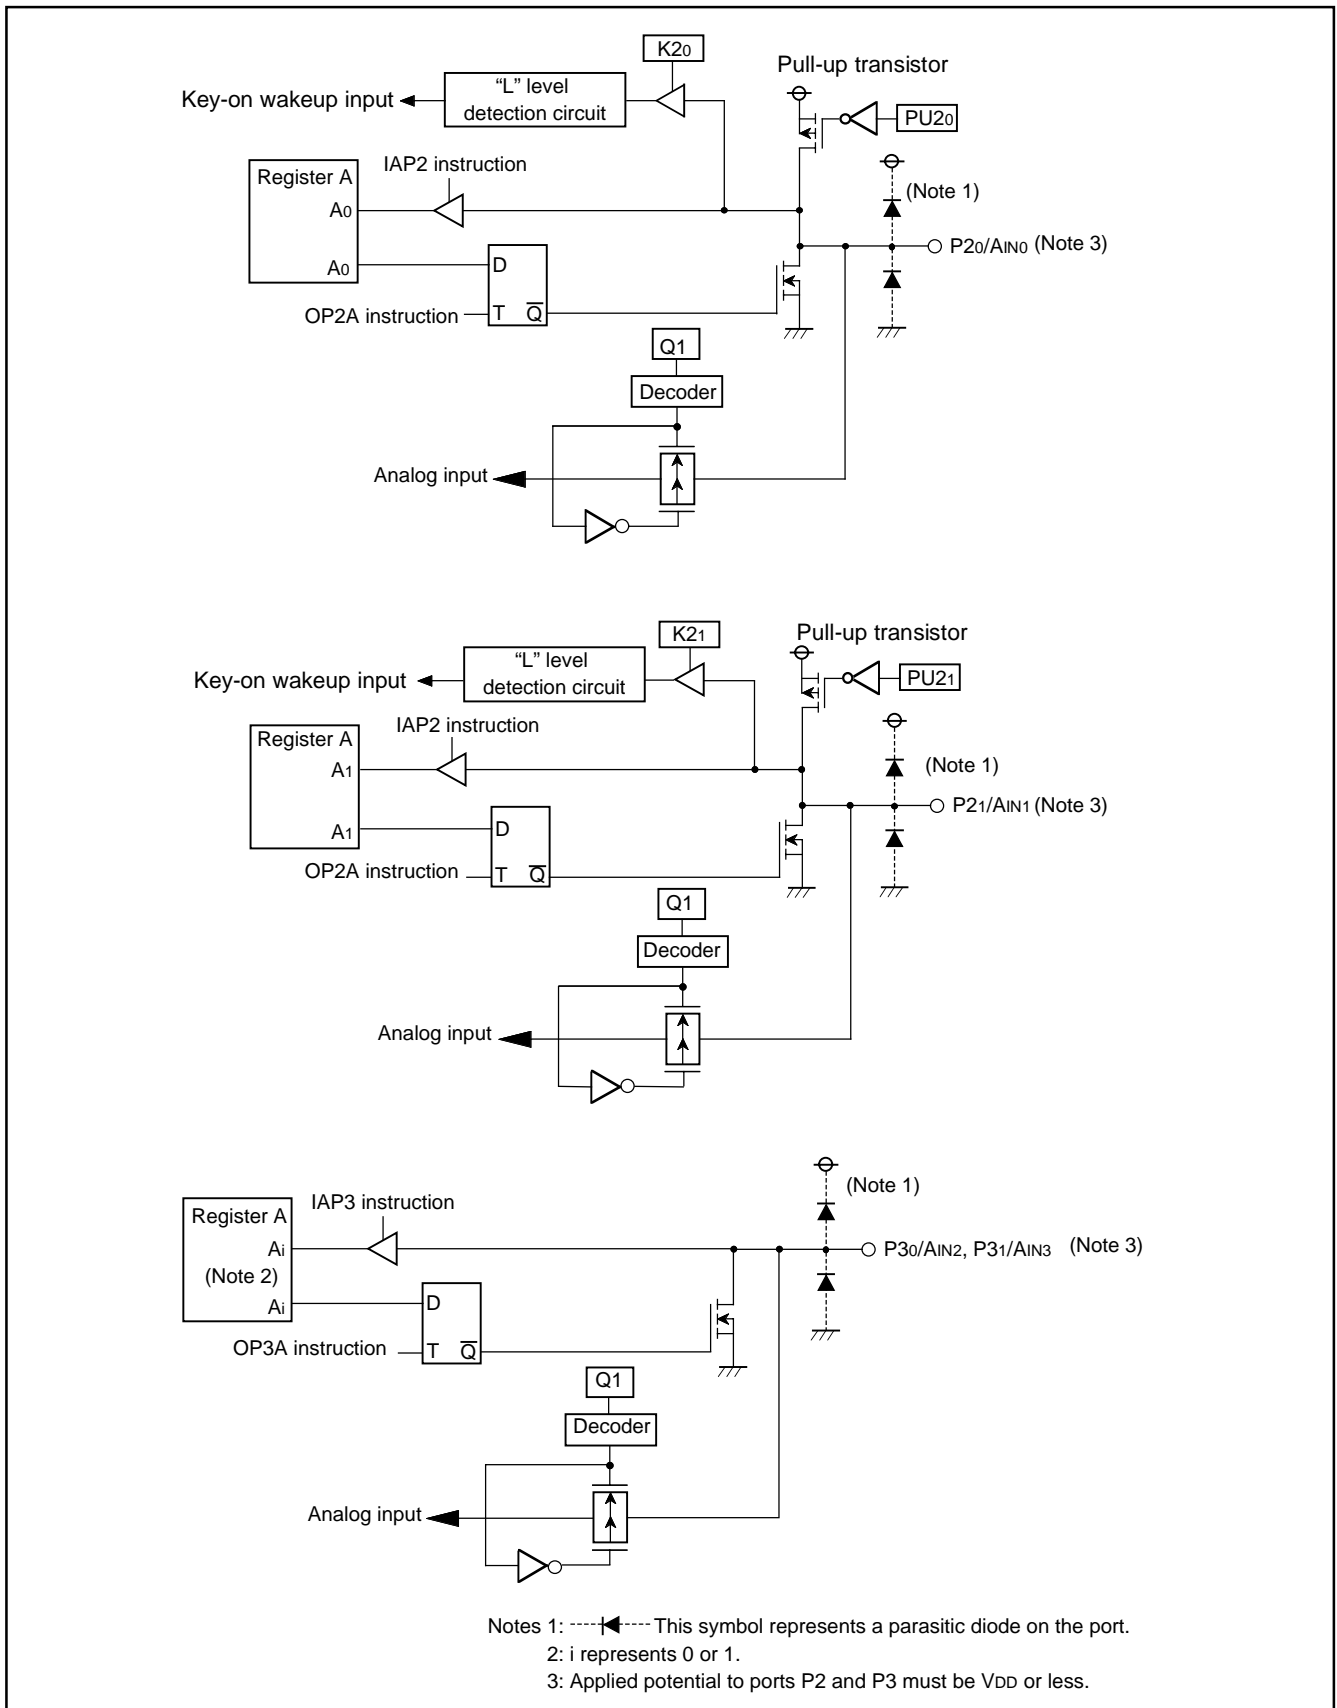 K20
Pull-up transistor
Key-on wakeup input
“L” level
detection circuit
PU20
IAP2 instruction
Register A
A0
(Note 1)
P20/AIN0 (Note 3)
A0
D
OP2A instruction
T Q
Q1
Decoder
Analog input
K21
Pull-up transistor
Key-on wakeup input
“L” level
detection circuit
PU21
IAP2 instruction
Register A
A1
(Note 1)
P21/AIN1 (Note 3)
A1
D
OP2A instruction
T Q
Q1
Decoder
Analog input
IAP3 instruction
Register A
Ai
(Note 2)
Ai
(Note 1)
P30/AIN2, P31/AIN3 (Note 3)
D
OP3A instruction
T Q
Q1
Decoder
Analog input
Notes 1: This symbol represents a parasitic diode on the port.
2: i represents 0 or 1.
3: Applied potential to ports P2 and P3 must be VDD or less.